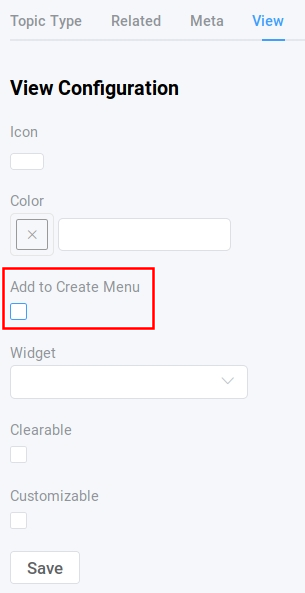 Topic Type Related Meta View
View Configuration
Icon
Color
Add to Create Menu
Widget
Clearable
Customizable
Save